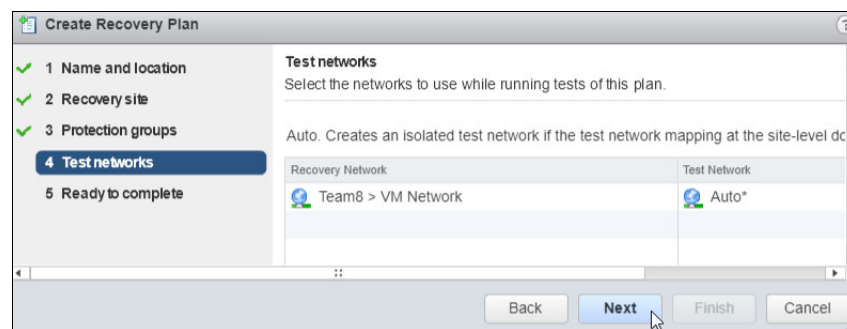 Create Recovery Plan
1 Name and location
2 Recovery site
3 Protection groups
4 Test networks
5 Ready to complete
Test networks
Select the networks to use while running tests of this plan.
Auto. Creates an isolated test network if the test network mapping at the site-level do
Recovery Network Test Network
Team8 > VM Network Auto*
Back Next Finish Cancel